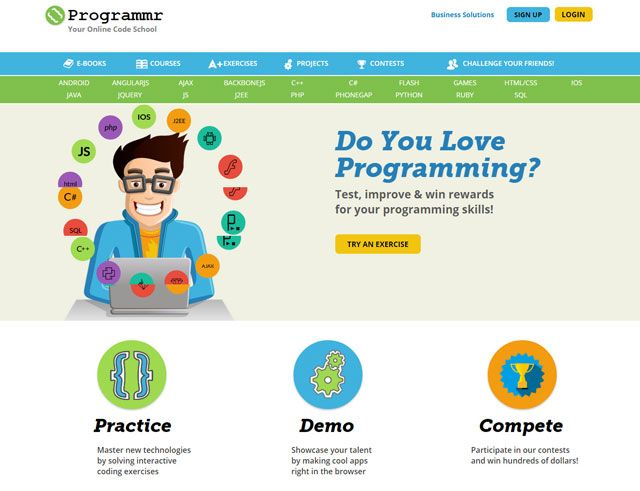 Programmr
Your Online Code School
Business Solutions SIGN UP LOGIN
E-BOOKS COURSES EXERCISES PROJECTS CONTESTS CHALLENGE YOUR FRIENDS!
ANDROID ANGULARJS AJAX BACKBONEJS C++ C# FLASH GAMES HTML/CSS IOS
JAVA JQUERY JS J2EE PHP PHONEGAP PYTHON RUBY SQL
IOS
J2EE
php
JS
html
C#
SQL
C++
AJAX
Do You Love
Programming?
Test, improve & win rewards
for your programming skills!
TRY AN EXERCISE
Practice Demo Compete
Master new technologies
by solving interactive
coding exercises
Showcase your talent
by making cool apps
right in the browser
Participate in our contests
and win hundreds of dollars!